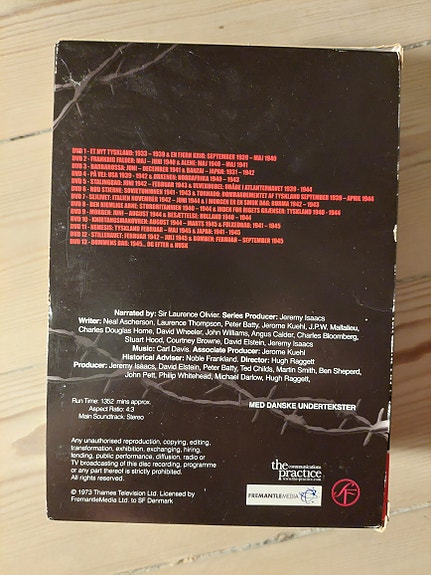 DVD 1 - ET NYT TYSKLAND: 1933 - 1939 & EN FJERN KRIG: SEPTEMBER 1939 - MAJ 1940
DVD 2 - FRANKRIG FALDER: MAJ - JUNI 1940 & ALENE: MAJ 1940 - MAJ 1941
DVD 3 - BARBAROSSA: JUNI - DECEMBER 1941 & BANZAI - JAPAN: 1931 - 1942
DVD 4 - PÅ VEJ: USA 1939 - 1942 & ØRKENEN: NORDAFRIKA 1940 - 1943
DVD 5 - STALINGRAD: JUNI 1942 - FEBRUAR 1943 & ULVEKOBBEL: UBÅDE I ATLANTERHAVET 1939 - 1944
DVD 6 - RØD STJERNE: SOVJETUNIONEN 1941 - 1943 & TORNADO: BOMBARDEMENTET AF TYSKLAND SEPTEMBER 1939 - APRIL 1944
DVD 7 - SEJLIVET: ITALIEN NOVEMBER 1942 - JUNI 1944 & I MORGEN ER EN SMUK DAG: BURMA 1942 - 1943
DVD 8 - DEN HJEMLIGE ARNE: STORBRITANNIEN 1940 - 1944 & INDEN FOR RIGETS GRÆNSER: TYSKLAND 1940 - 1944
DVD 9 - MORGEN: JUNI - AUGUST 1944 & BESÆTTELSE: HOLLAND 1940 - 1944
DVD 10 - KNIBTANGSMANØVREN: AUGUST 1944 - MARTS 1945 & FOLKEDRAB: 1941 - 1945
DVD 11 - NEMESIS: TYSKLAND FEBRUAR - MAJ 1945 & JAPAN: 1941 - 1945
DVD 12 - STILLEHAVET: FEBRUAR 1942 - JULI 1945 & BOMBEN: FEBRUAR - SEPTEMBER 1945
DVD 13 - DOMMENS DAG: 1945.. OG EFTER & HUSK
Narrated by: Sir Laurence Olivier. Series Producer: Jeremy Isaacs
Writer: Neal Ascherson, Laurence Thompson, Peter Batty, Jerome Kuehl, J.P.W. Mallalieu,
Charles Douglas Home, David Wheeler, John Williams, Angus Calder, Charles Bloomberg,
Stuart Hood, Courtney Browne, David Elstein, Jeremy Isaacs
Music: Carl Davis. Associate Producer: Jerome Kuehl
Historical Adviser: Noble Frankland. Director: Hugh Raggett
Producer: Jeremy Isaacs, David Elstein, Peter Batty, Ted Childs, Martin Smith, Ben Sheperd,
John Pett, Philip Whitehead, Michael Darlow, Hugh Raggett,
Run Time: 1352 mins approx.
Aspect Ratio: 4:3
Main Soundtrack: Stereo
MED DANSKE UNDERTEKSTER
Any unauthorised reproduction, copying, editing,
transformation, exhibition, exchanging, hiring,
lending, public performance, diffusion, radio or
TV broadcasting of this disc recording, programme
or any part thereof is strictly prohibited.
All rights reserved.
the communications
practice
www.the-practice.com
© 1973 Thames Television Ltd. Licensed by
FremantleMedia Ltd. to SF Denmark
FREMANTLEMEDIA
SF